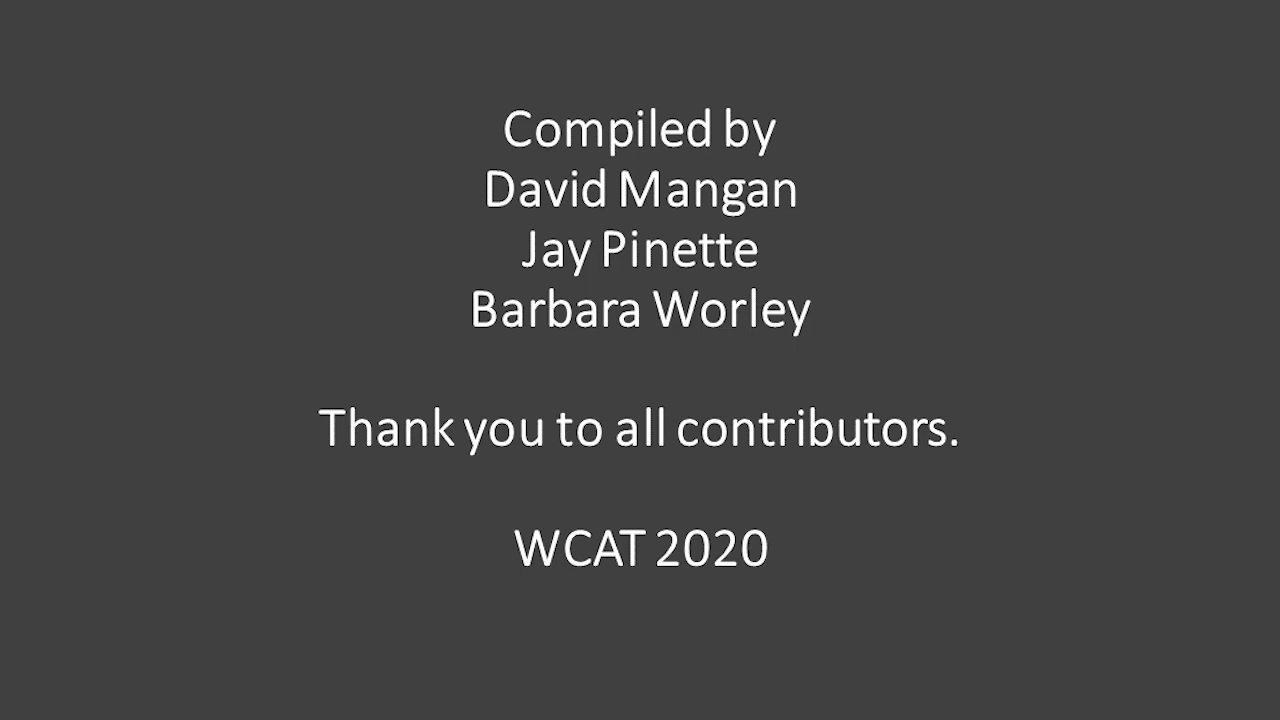 Compiled by
David Mangan
Jay Pinette
Barbara Worley
Thank you to all contributors.
WCAT 2020